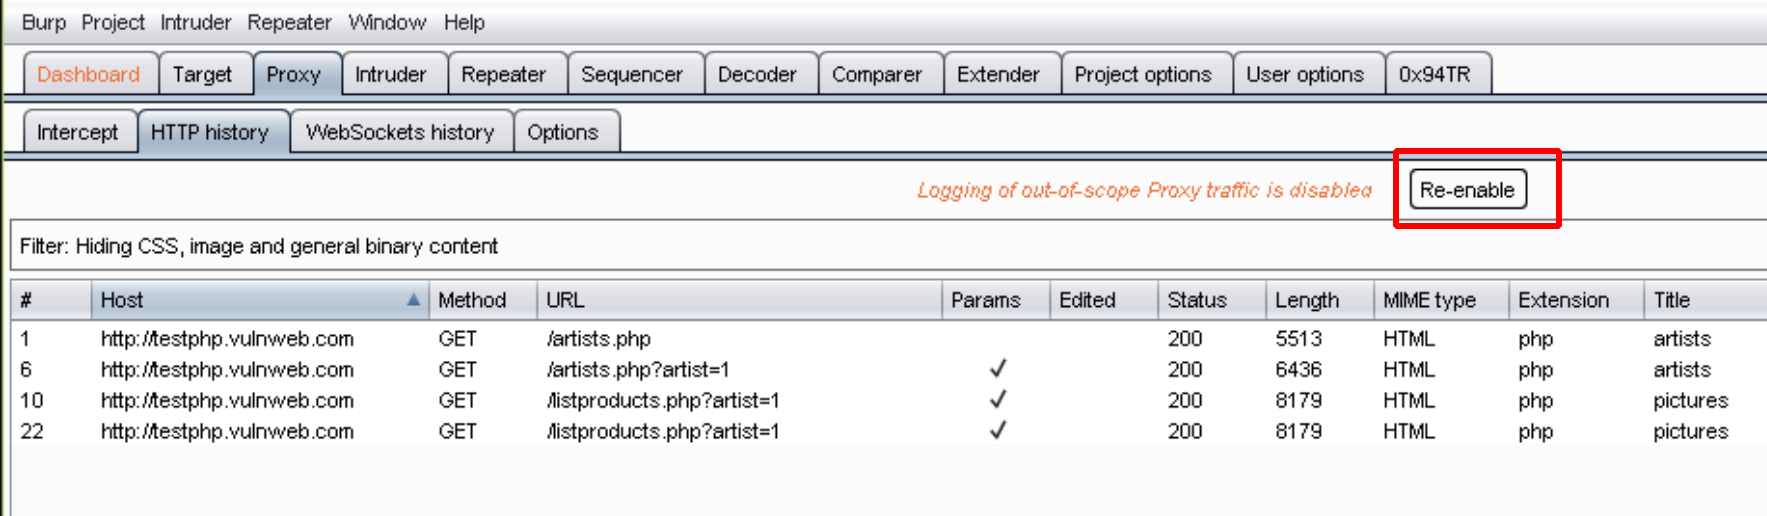 Burp Project Intruder Repeater Window Help
Dashboard Target Proxy Intruder Repeater Sequencer Decoder Comparer Extender Project options User options 0x94TR
Intercept HTTP history WebSockets history Options
Logging of out-of-scope Proxy traffic is disabled Re-enable
Filter: Hiding CSS, image and general binary content
# Host Method URL Params Edited Status Length MIME type Extension Title
1 http://testphp.vulnweb.com GET /artists.php 200 5513 HTML php artists
6 http://testphp.vulnweb.com GET /artists.php?artist=1 ✓ 200 6436 HTML php artists
10 http://testphp.vulnweb.com GET /listproducts.php?artist=1 ✓ 200 8179 HTML php pictures
22 http://testphp.vulnweb.com GET /listproducts.php?artist=1 ✓ 200 8179 HTML php pictures